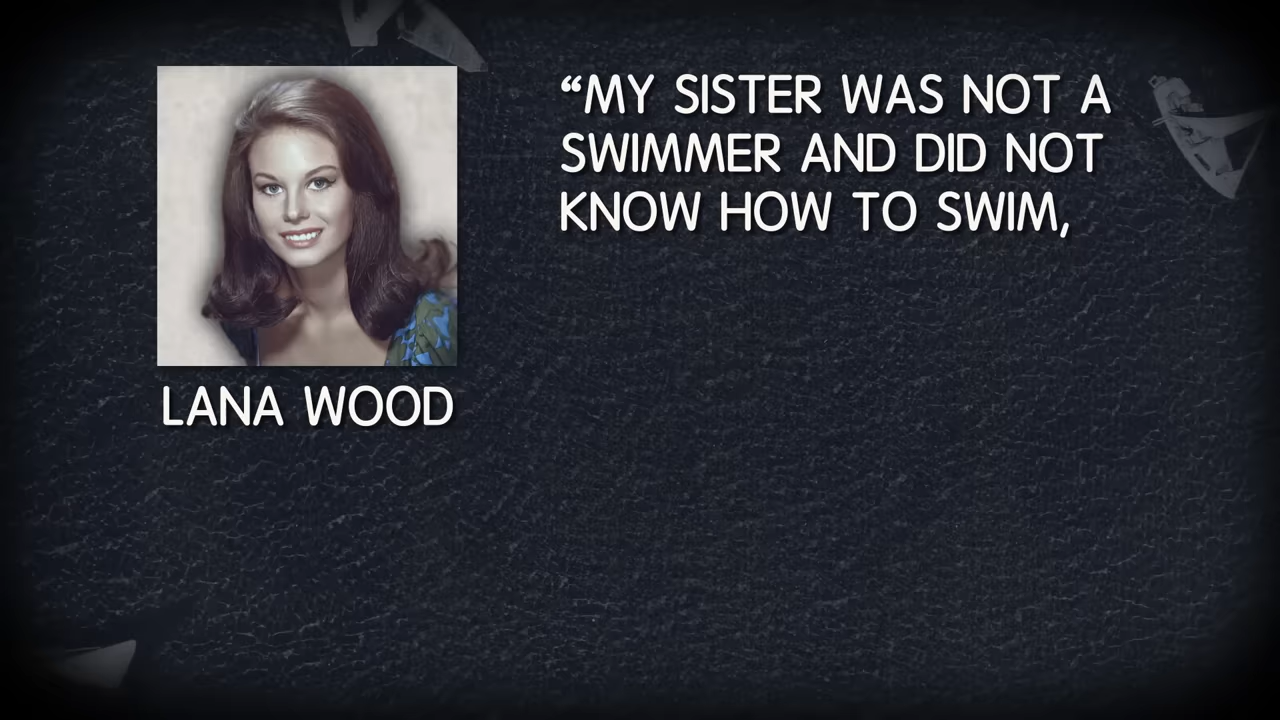 LANA WOOD
“MY SISTER WAS NOT A
SWIMMER AND DID NOT
KNOW HOW TO SWIM,